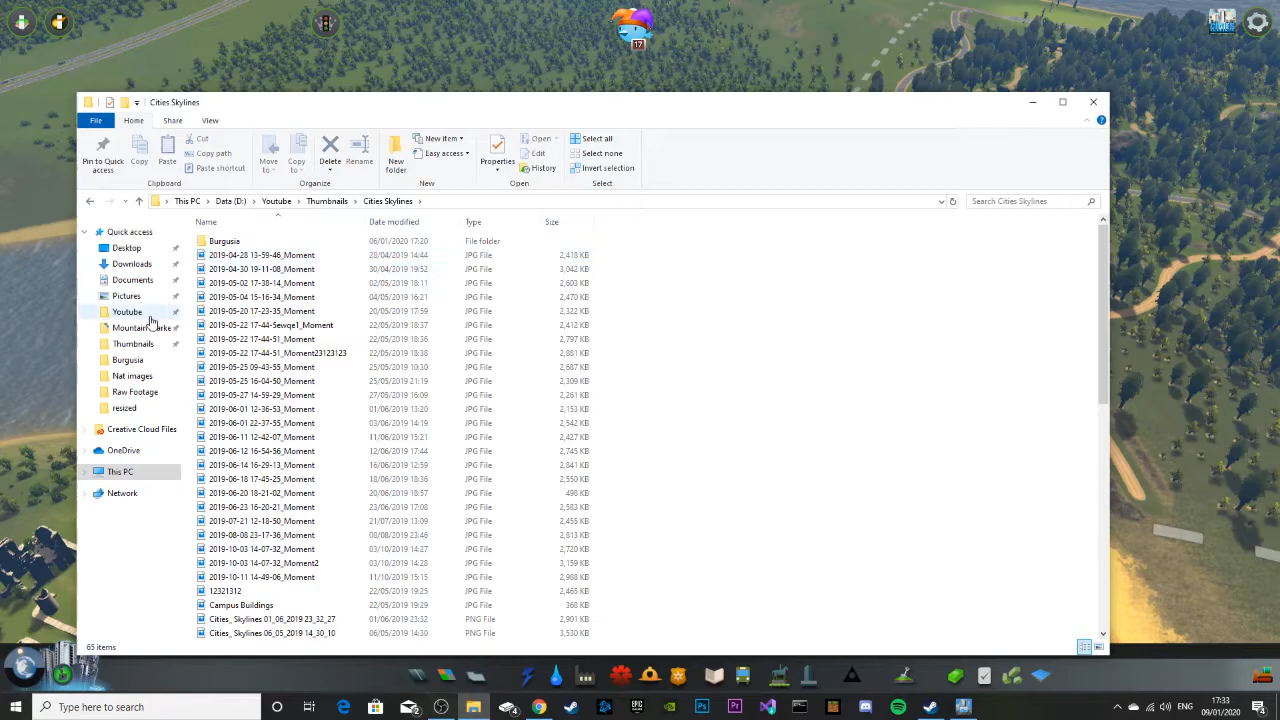 17
Cities Skylines
File Home Share View
Pin to Quick access
Copy
Paste
Cut
Copy path
Paste shortcut
Clipboard
Move to
Copy to
Delete
Rename
Organize
New folder
New item
Easy access
New
Properties
Open
Edit
History
Open
Select all
Select none
Invert selection
Select
This PC > Data (D:) > Youtube > Thumbnails > Cities Skylines >
Search Cities Skylines
Quick access
Desktop
Downloads
Documents
Pictures
Youtube
Thumbnails
Burgusia
Nat images
Raw Footage
resized
Creative Cloud Files
OneDrive
This PC
Network
Name Date modified Type Size
Burgusia 06/01/2020 17:20 File folder
2019-04-28 13-59-46_Moment 28/04/2019 14:44 JPG File 2,418 KB
2019-04-30 19-11-08_Moment 30/04/2019 19:52 JPG File 3,042 KB
2019-05-02 17-38-14_Moment 02/05/2019 18:11 JPG File 2,603 KB
2019-05-04 15-16-34_Moment 04/05/2019 16:21 JPG File 2,470 KB
2019-05-20 17-23-35_Moment 20/05/2019 17:59 JPG File 2,322 KB
2019-05-22 17-44-5ewqe1_Moment 22/05/2019 18:37 JPG File 2,412 KB
2019-05-22 17-44-51_Moment 22/05/2019 18:36 JPG File 2,797 KB
2019-05-22 17-44-51_Moment23123123 22/05/2019 18:38 JPG File 2,881 KB
2019-05-25 09-43-55_Moment 25/05/2019 10:30 JPG File 2,687 KB
2019-05-25 16-04-50_Moment 25/05/2019 21:19 JPG File 2,309 KB
2019-05-27 14-59-29_Moment 27/05/2019 16:09 JPG File 2,661 KB
2019-06-01 12-36-53_Moment 01/06/2019 13:20 JPG File 2,153 KB
2019-06-01 22-37-55_Moment 03/06/2019 14:19 JPG File 2,542 KB
2019-06-11 12-42-07_Moment 11/06/2019 15:21 JPG File 2,427 KB
2019-06-12 16-54-56_Moment 12/06/2019 17:44 JPG File 2,745 KB
2019-06-14 16-29-13_Moment 16/06/2019 12:59 JPG File 2,841 KB
2019-06-18 17-45-25_Moment 18/06/2019 18:36 JPG File 2,550 KB
2019-06-20 18-21-02_Moment 20/06/2019 18:57 JPG File 498 KB
2019-06-23 16-20-21_Moment 23/06/2019 17:08 JPG File 2,583 KB
2019-07-21 12-18-50_Moment 21/07/2019 13:09 JPG File 2,455 KB
2019-08-08 23-17-36_Moment 08/08/2019 23:46 JPG File 2,813 KB
2019-10-03 14-07-32_Moment 03/10/2019 14:27 JPG File 2,720 KB
2019-10-03 14-07-32_Moment2 03/10/2019 14:28 JPG File 3,159 KB
2019-10-11 14-49-06_Moment 11/10/2019 15:15 JPG File 2,988 KB
12321312 22/05/2019 19:25 JPG File 2,465 KB
Campus Buildings 22/05/2019 19:29 JPG File 368 KB
Cities_ Skylines 01_06_2019 23_32_27 01/06/2019 23:32 PNG File 2,901 KB
Cities_ Skylines 06_05_2019 14_30_10 06/05/2019 14:30 PNG File 3,530 KB
65 items
Type here to search
ENG
17:33
09/01/2020